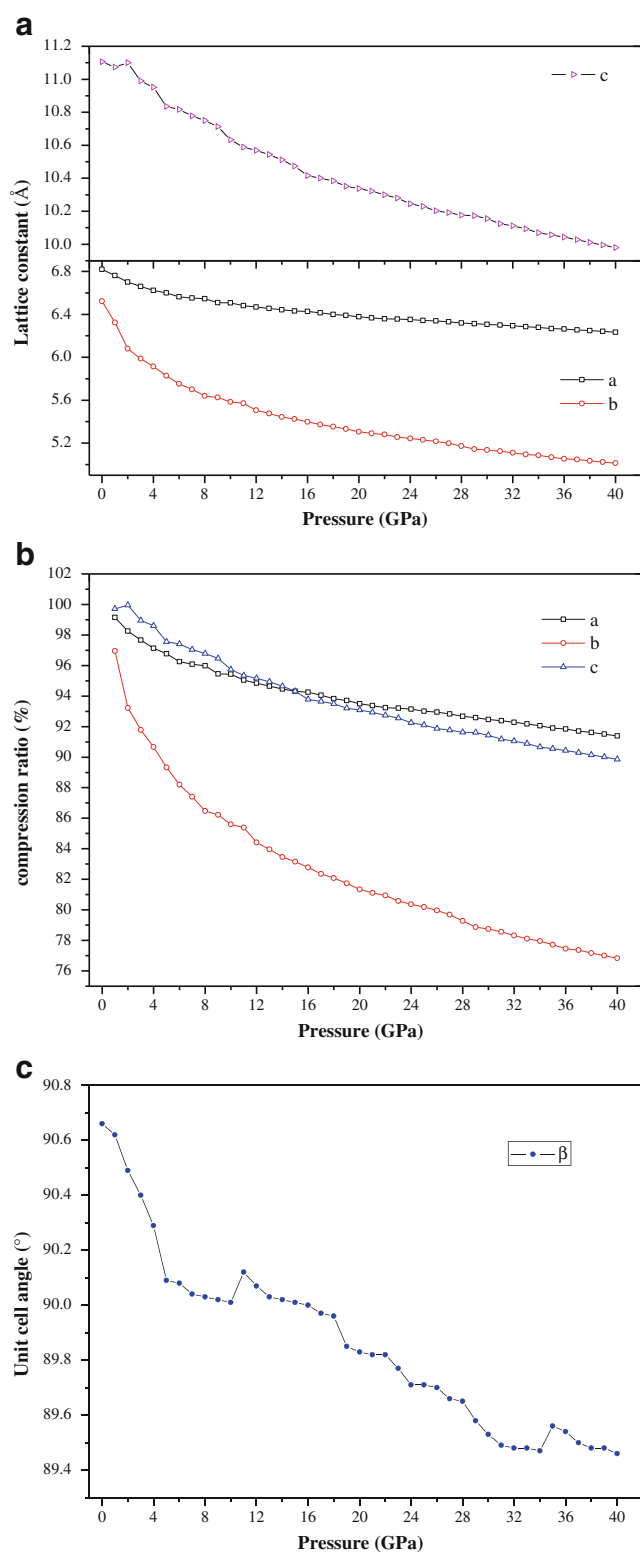 a
11.2
11.0
10.8
10.6
10.4
10.2
10.0
6.8
6.4
6.0
5.6
5.2
Lattice constant (Å)
c
a
b
0 4 8 12 16 20 24 28 32 36 40
Pressure (GPa)
b
102
100
98
96
94
92
90
88
86
84
82
80
78
76
compression ratio (%)
a
b
c
0 4 8 12 16 20 24 28 32 36 40
Pressure (GPa)
c
90.8
90.6
90.4
90.2
90.0
89.8
89.6
89.4
Unit cell angle (°)
β
0 4 8 12 16 20 24 28 32 36 40
Pressure (GPa)